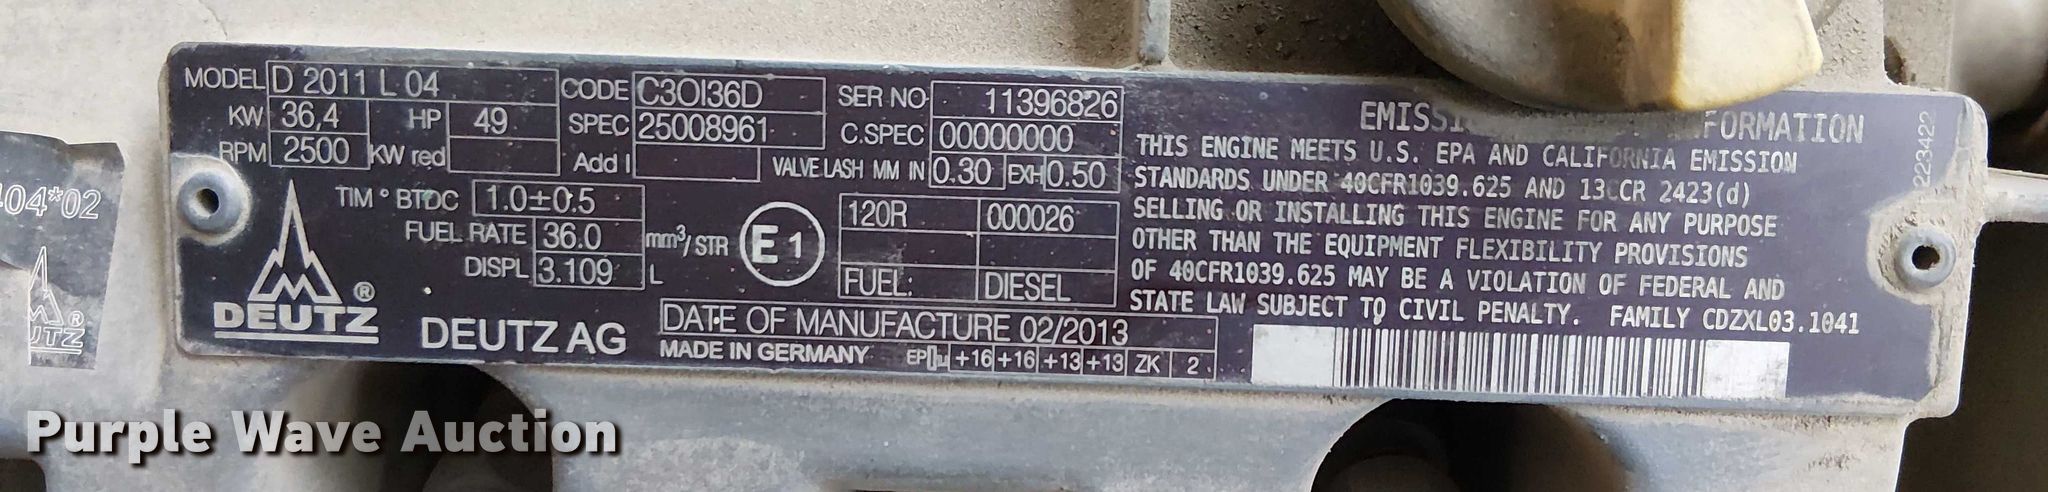 MODEL D 2011 L 04 CODE C3OI36D SER NO 11396826
KW 36,4 HP 49 SPEC 25008961 C.SPEC 00000000
RPM 2500 KW red Add I VALVE LASH MM IN 0.30 EXH 0.50
TIM ° BTDC 1.0±0.5
FUEL RATE 36.0 mm³/STR
DISPL 3.109 L
E1
120R 000026
FUEL: DIESEL
DEUTZ ®
DEUTZ AG
DATE OF MANUFACTURE 02/2013
MADE IN GERMANY EP +16 +16 +13 +13 ZK 2
FORMATION
THIS ENGINE MEETS U.S. EPA AND CALIFORNIA EMISSION
STANDARDS UNDER 40CFR1039.625 AND 13CCR 2423(d)
SELLING OR INSTALLING THIS ENGINE FOR ANY PURPOSE
OTHER THAN THE EQUIPMENT FLEXIBILITY PROVISIONS
OF 40CFR1039.625 MAY BE A VIOLATION OF FEDERAL AND
STATE LAW SUBJECT TO CIVIL PENALTY. FAMILY CDZXL03.1041
223422
04*02
®
UTZ
Purple Wave Auction